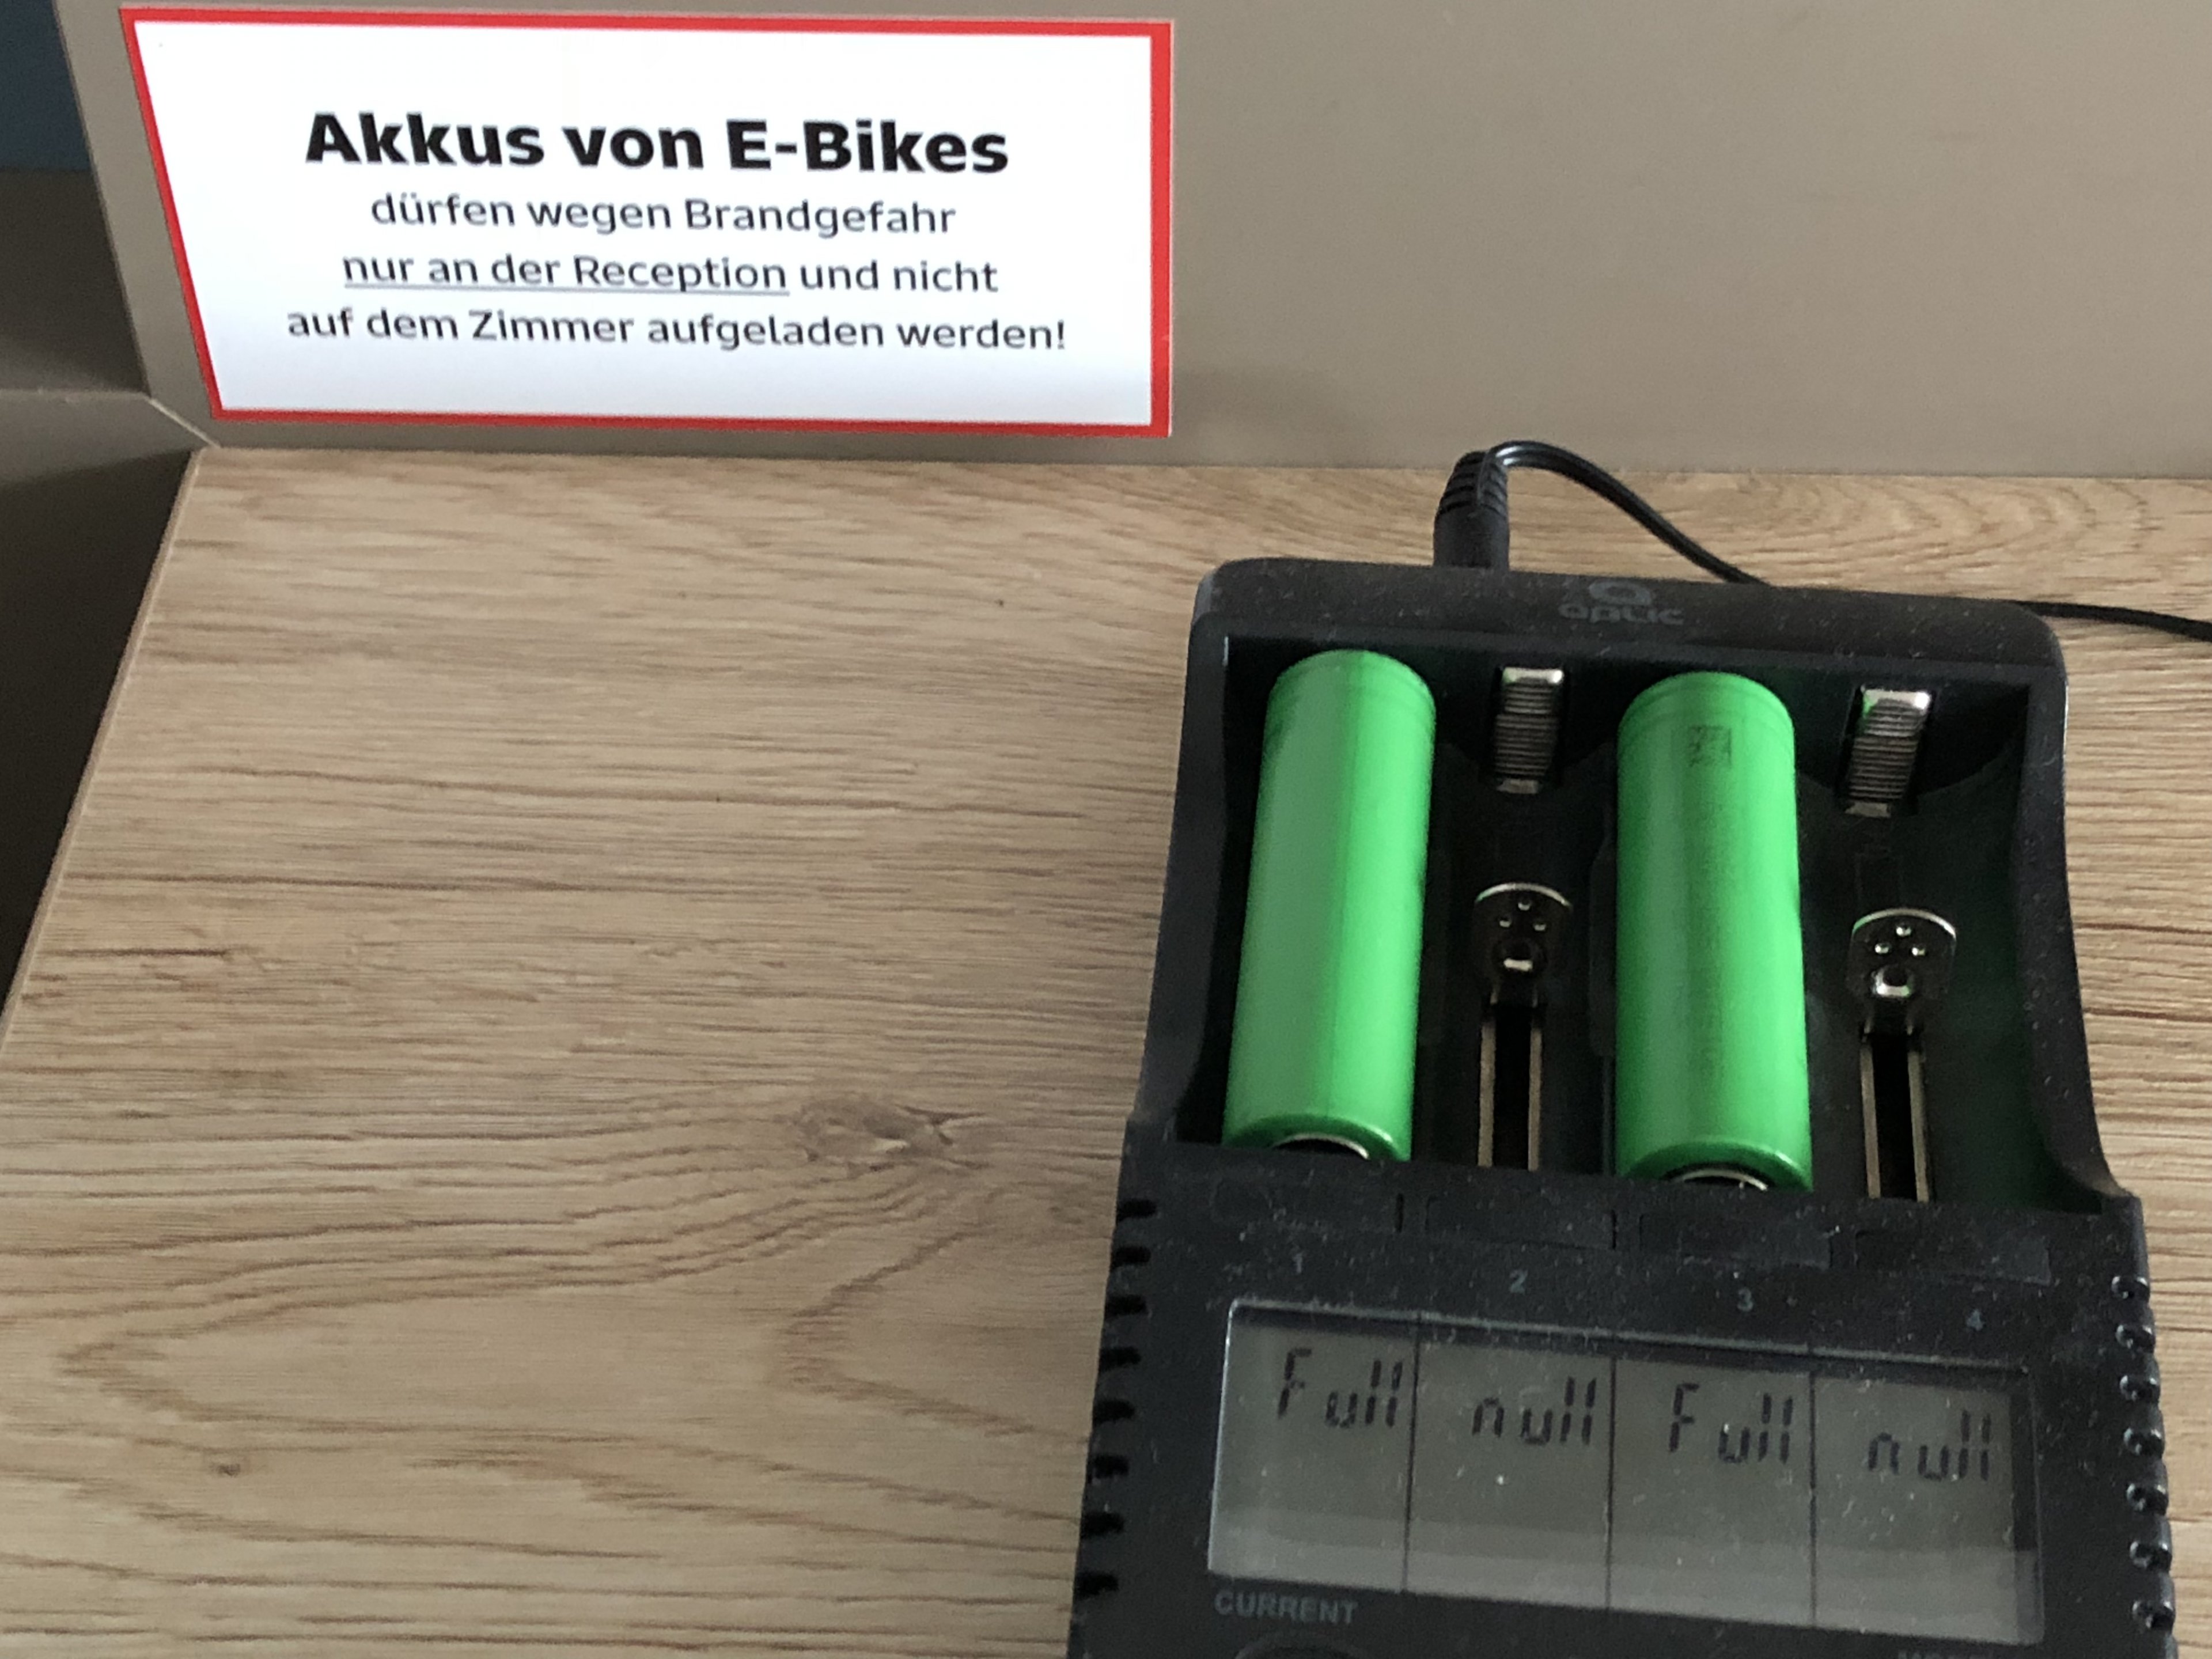 Akkus von E-Bikes
dürfen wegen Brandgefahr
nur an der Reception und nicht
auf dem Zimmer aufgeladen werden!
1 2 3 4
Full null Full null
CURRENT